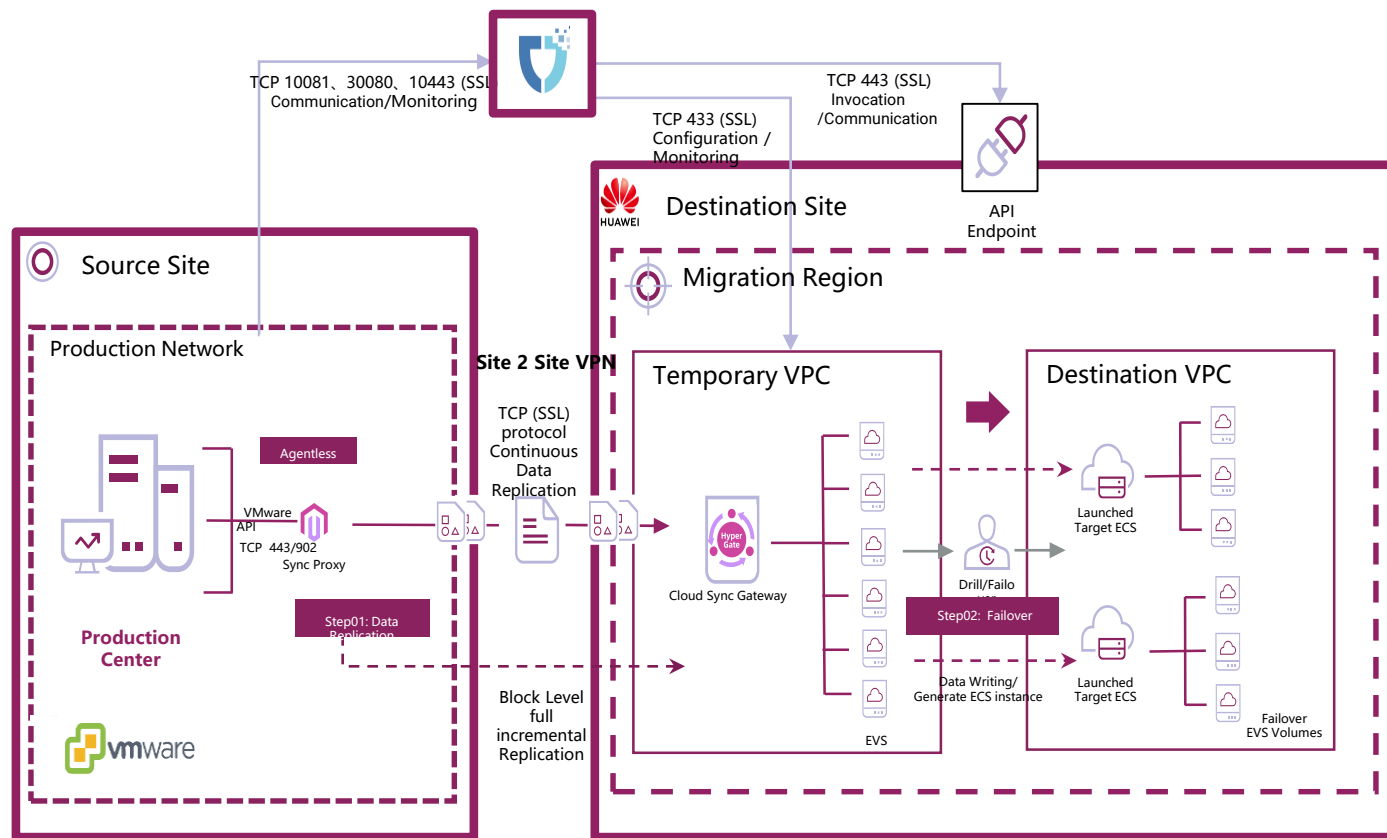 TCP 10081、30080、10443 (SSL)
Communication/Monitoring
TCP 443 (SSL)
Invocation
/Communication
TCP 433 (SSL)
Configuration /
Monitoring
API
Endpoint
HUAWEI
Destination Site
Source Site
Migration Region
Production Network
Site 2 Site VPN
Temporary VPC
Destination VPC
TCP (SSL)
protocol
Continuous
Data
Replication
Agentless
VMware
API
TCP 443/902
Sync Proxy
Hyper
Gate
Cloud Sync Gateway
Launched
Target ECS
Drill/Failo
Step01: Data
Replication
Step02: Failover
Production
Center
Data Writing/
Generate ECS instance
Launched
Target ECS
Block Level
full
incremental
Replication
EVS
Failover
EVS Volumes
vmware